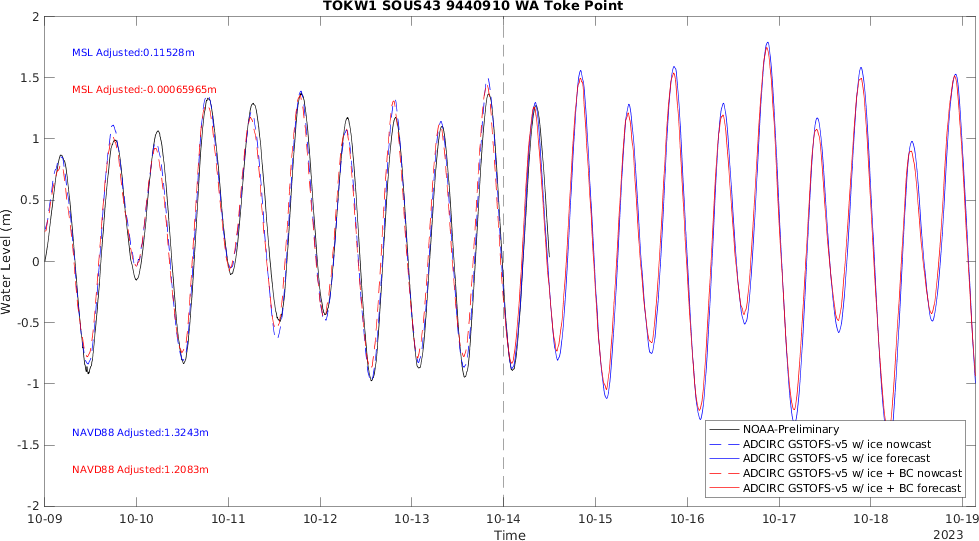 TOKW1 SOUS43 9440910 WA Toke Point
2
1.5
1
0.5
0
-0.5
-1
-1.5
-2
Water Level (m)
MSL Adjusted:0.11528m
MSL Adjusted:-0.00065965m
NAVD88 Adjusted:1.3243m
NAVD88 Adjusted:1.2083m
NOAA-Preliminary
ADCIRC GSTOFS-v5 w/ ice nowcast
ADCIRC GSTOFS-v5 w/ ice forecast
ADCIRC GSTOFS-v5 w/ ice + BC nowcast
ADCIRC GSTOFS-v5 w/ ice + BC forecast
10-09 10-10 10-11 10-12 10-13 10-14 10-15 10-16 10-17 10-18 10-19
Time
2023